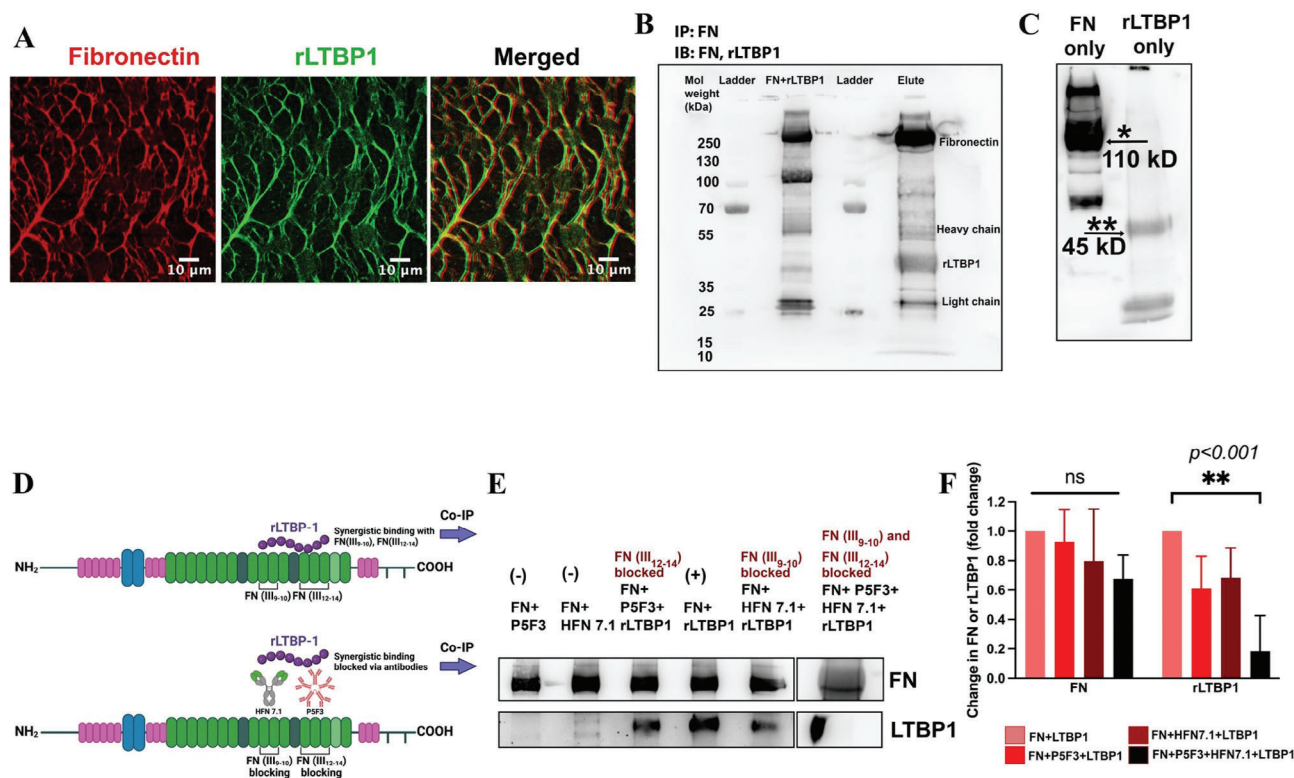 A
Fibronectin
rLTBP1
Merged
10 µm
10 µm
10 µm
B
IP: FN
IB: FN, rLTBP1
Mol weight (kDa)
Ladder
FN+rLTBP1
Ladder
Elute
250
130
100
70
55
35
25
15
10
Fibronectin
Heavy chain
rLTBP1
Light chain
C
FN only
rLTBP1 only
*
110 kD
**
45 kD
D
rLTBP-1
Synergistic binding with
FN(III9-10), FN(III12-14)
Co-IP
NH2
COOH
FN (III9-10)
FN (III12-14)
rLTBP-1
Synergistic binding
blocked via antibodies
Co-IP
HFN 7.1
P5F3
NH2
COOH
FN (III9-10)
blocking
FN (III12-14)
blocking
E
(-)
FN+
P5F3
(-)
FN+
HFN 7.1
FN (III12-14)
blocked
FN+
P5F3+
rLTBP1
(+)
FN+
rLTBP1
FN (III9-10)
blocked
FN+
HFN 7.1+
rLTBP1
FN (III9-10) and
FN (III12-14)
blocked
FN+ P5F3+
HFN 7.1+
rLTBP1
FN
LTBP1
F
p<0.001
ns
**
Change in FN or rLTBP1 (fold change)
1.2
1.0
0.8
0.6
0.4
0.2
0.0
FN
rLTBP1
FN+LTBP1
FN+HFN7.1+LTBP1
FN+P5F3+LTBP1
FN+P5F3+HFN7.1+LTBP1